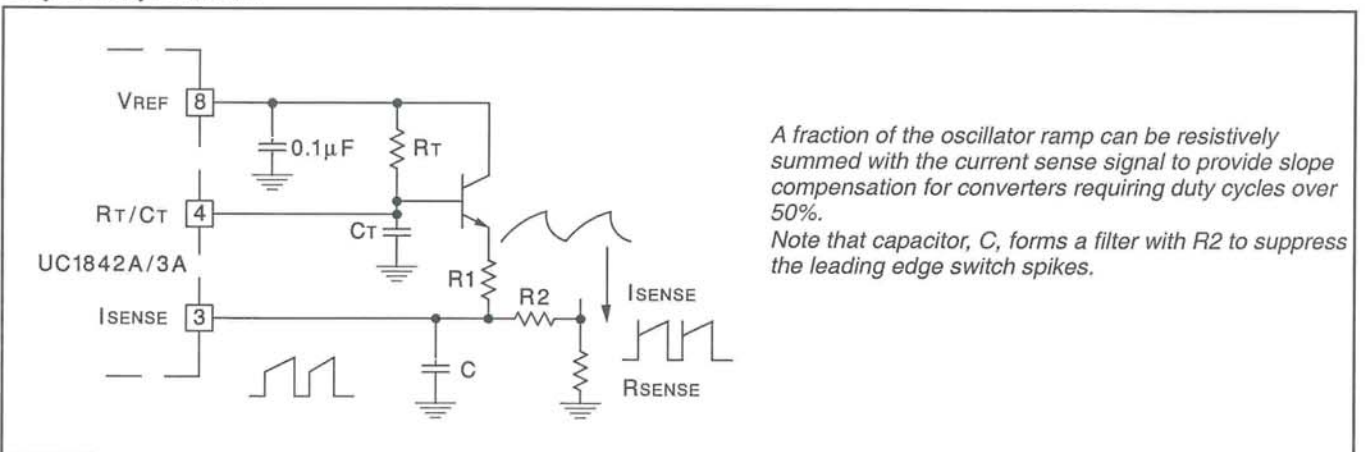 VREF 8
0.1µF
RT
RT/CT 4
CT
UC1842A/3A
R1
R2
ISENSE
ISENSE 3
C
RSENSE
A fraction of the oscillator ramp can be resistively
summed with the current sense signal to provide slope
compensation for converters requiring duty cycles over
50%.
Note that capacitor, C, forms a filter with R2 to suppress
the leading edge switch spikes.